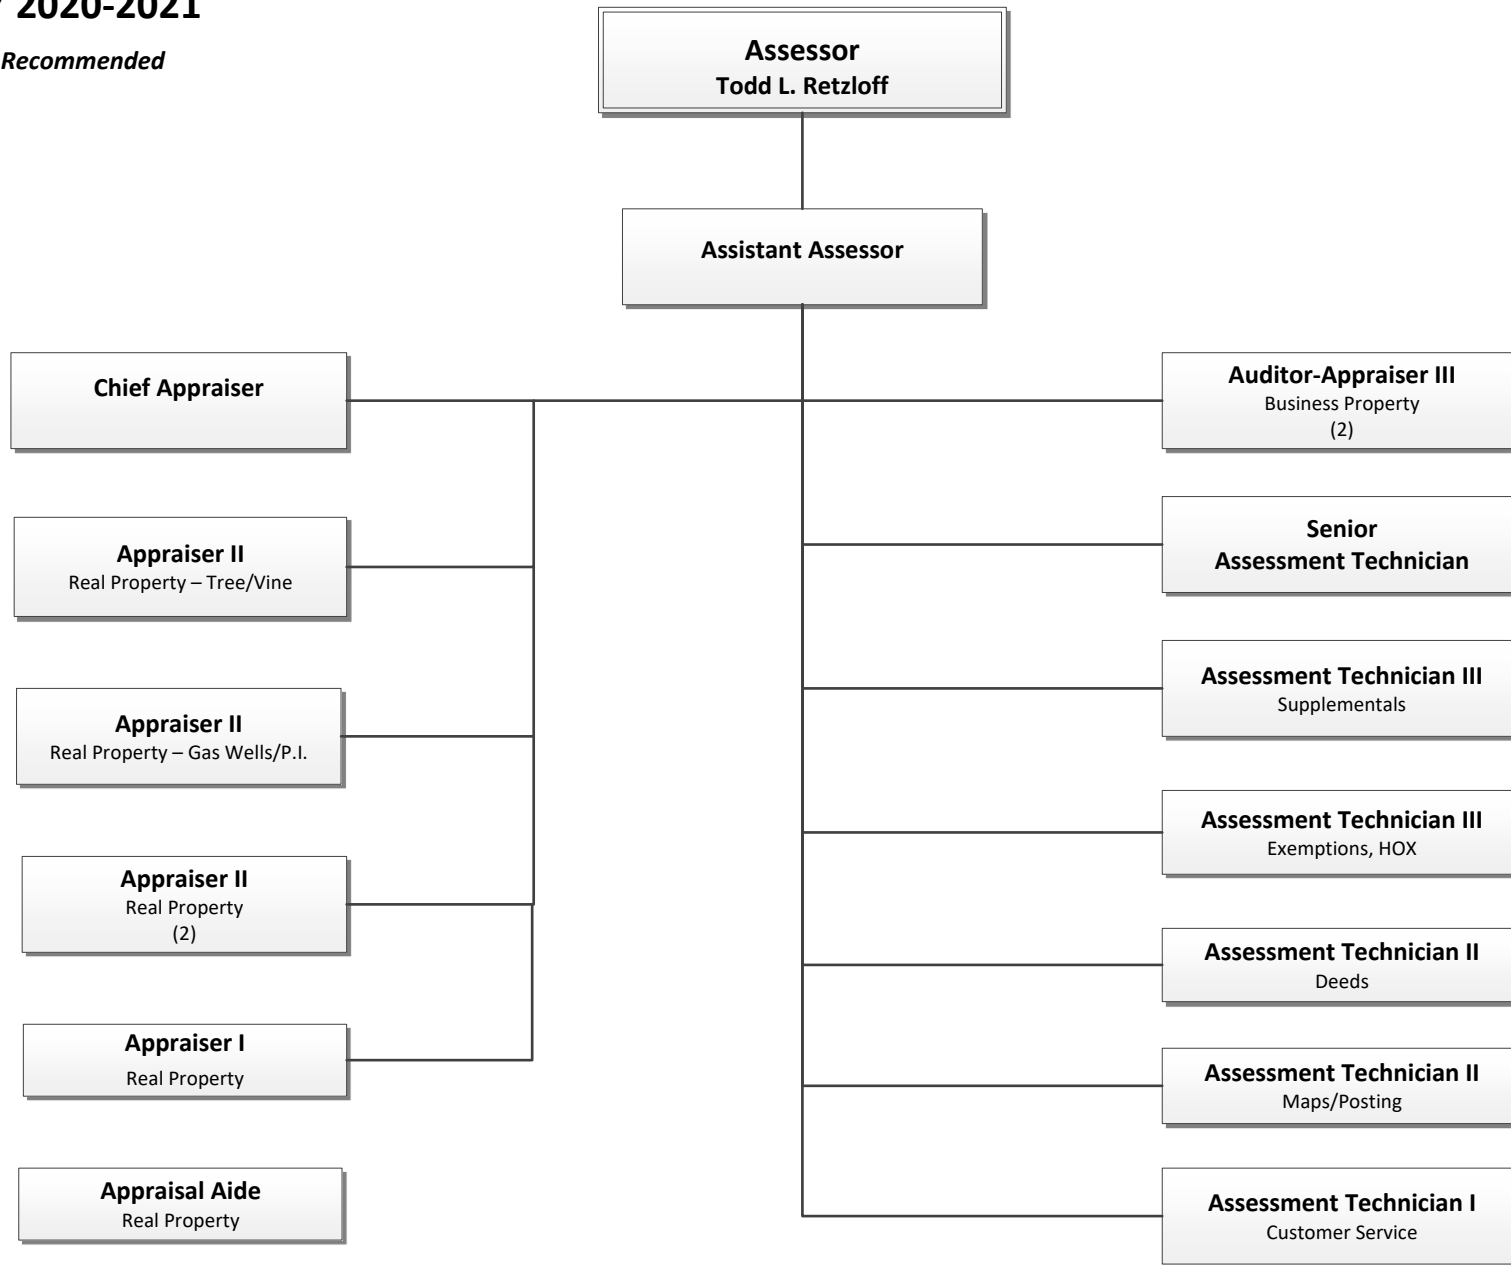 2020-2021
Recommended
Assessor
Todd L. Retzloff
Assistant Assessor
Chief Appraiser
Appraiser II
Real Property – Tree/Vine
Appraiser II
Real Property – Gas Wells/P.I.
Appraiser II
Real Property
(2)
Appraiser I
Real Property
Appraisal Aide
Real Property
Auditor-Appraiser III
Business Property
(2)
Senior
Assessment Technician
Assessment Technician III
Supplementals
Assessment Technician III
Exemptions, HOX
Assessment Technician II
Deeds
Assessment Technician II
Maps/Posting
Assessment Technician I
Customer Service